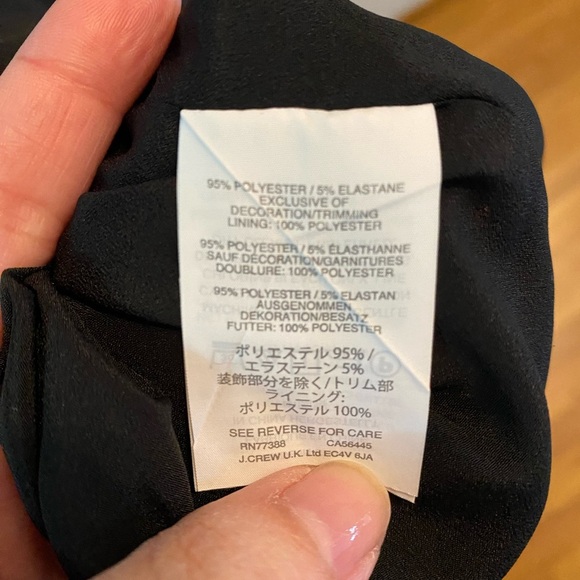 95% POLYESTER / 5% ELASTANE
EXCLUSIVE OF
DECORATION/TRIMMING
LINING: 100% POLYESTER
95% POLYESTER / 5% ÉLASTHANNE
SAUF DÉCORATION/GARNITURES
DOUBLURE: 100% POLYESTER
95% POLYESTER / 5% ELASTAN
AUSGENOMMEN
DEKORATION/BESATZ
FUTTER: 100% POLYESTER
ポリエステル 95% /
エラステーン 5%
装飾部分を除く/トリム部
ライニング:
ポリエステル 100%
SEE REVERSE FOR CARE
RN77388 CA56445
J.CREW U.K. Ltd EC4V 6JA